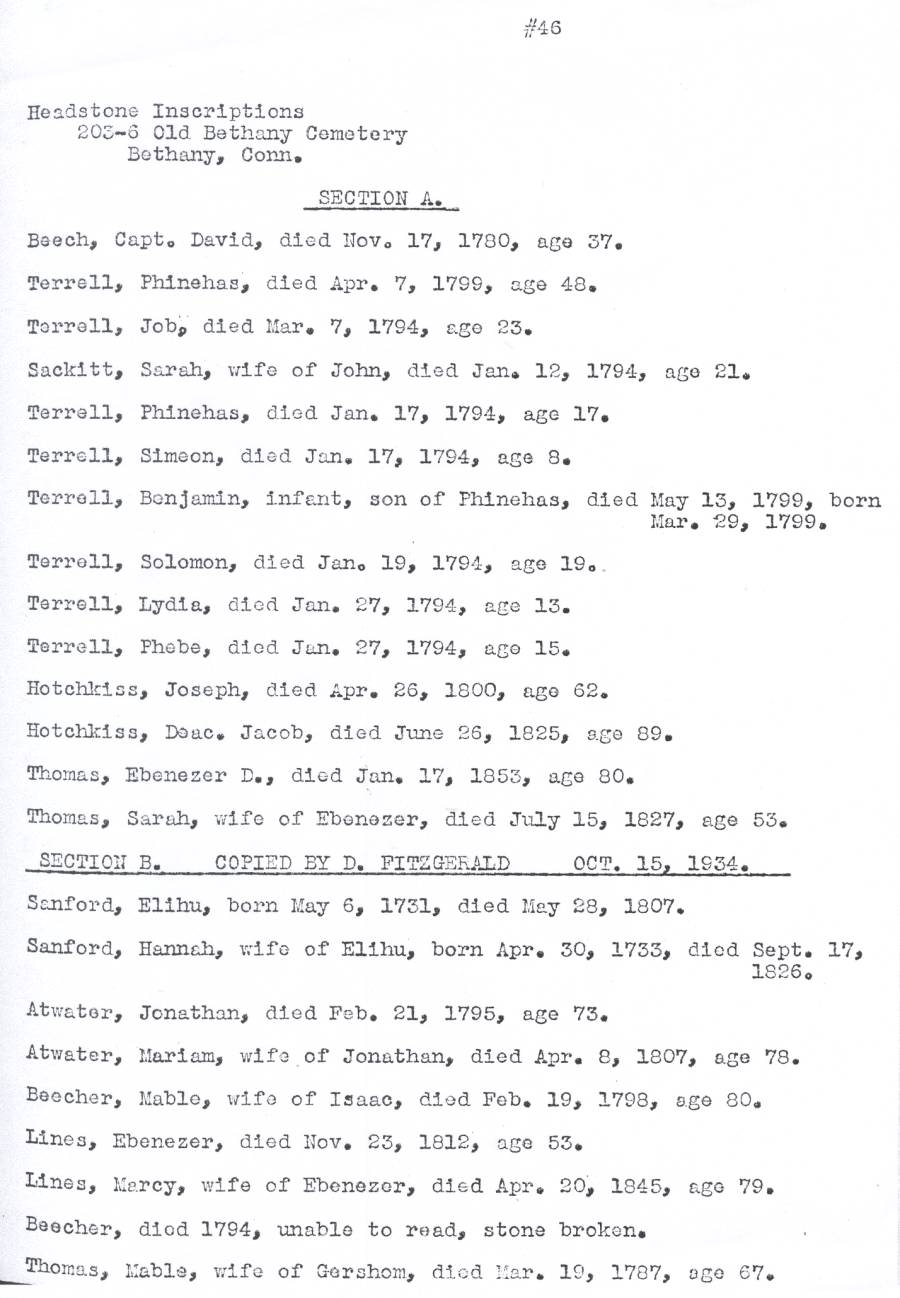 #46
Headstone Inscriptions
203-6 Old Bethany Cemetery
Bethany, Conn.
SECTION A.
Beech, Capt. David, died Nov. 17, 1780, age 37.
Terrell, Phinehas, died Apr. 7, 1799, age 48.
Terrell, Job, died Mar. 7, 1794, age 23.
Sackitt, Sarah, wife of John, died Jan. 12, 1794, age 21.
Terrell, Phinehas, died Jan. 17, 1794, age 17.
Terrell, Simeon, died Jan. 17, 1794, age 8.
Terrell, Benjamin, infant, son of Phinehas, died May 13, 1799, born
Mar. 29, 1799.
Terrell, Solomon, died Jan. 19, 1794, age 19.
Terrell, Lydia, died Jan. 27, 1794, age 13.
Terrell, Phebe, died Jan. 27, 1794, age 15.
Hotchkiss, Joseph, died Apr. 26, 1800, age 62.
Hotchkiss, Deac. Jacob, died June 26, 1825, age 89.
Thomas, Ebenezer D., died Jan. 17, 1853, age 80.
Thomas, Sarah, wife of Ebenezer, died July 15, 1827, age 53.
SECTION B. COPIED BY D. FITZGERALD OCT. 15, 1934.
Sanford, Elihu, born May 6, 1731, died May 28, 1807.
Sanford, Hannah, wife of Elihu, born Apr. 30, 1733, died Sept. 17,
1826.
Atwater, Jonathan, died Feb. 21, 1795, age 73.
Atwater, Mariam, wife of Jonathan, died Apr. 8, 1807, age 78.
Beecher, Mable, wife of Isaac, died Feb. 19, 1798, age 80.
Lines, Ebenezer, died Nov. 23, 1812, age 53.
Lines, Marcy, wife of Ebenezer, died Apr. 20, 1845, age 79.
Beecher, died 1794, unable to read, stone broken.
Thomas, Mable, wife of Gershom, died Mar. 19, 1787, age 67.